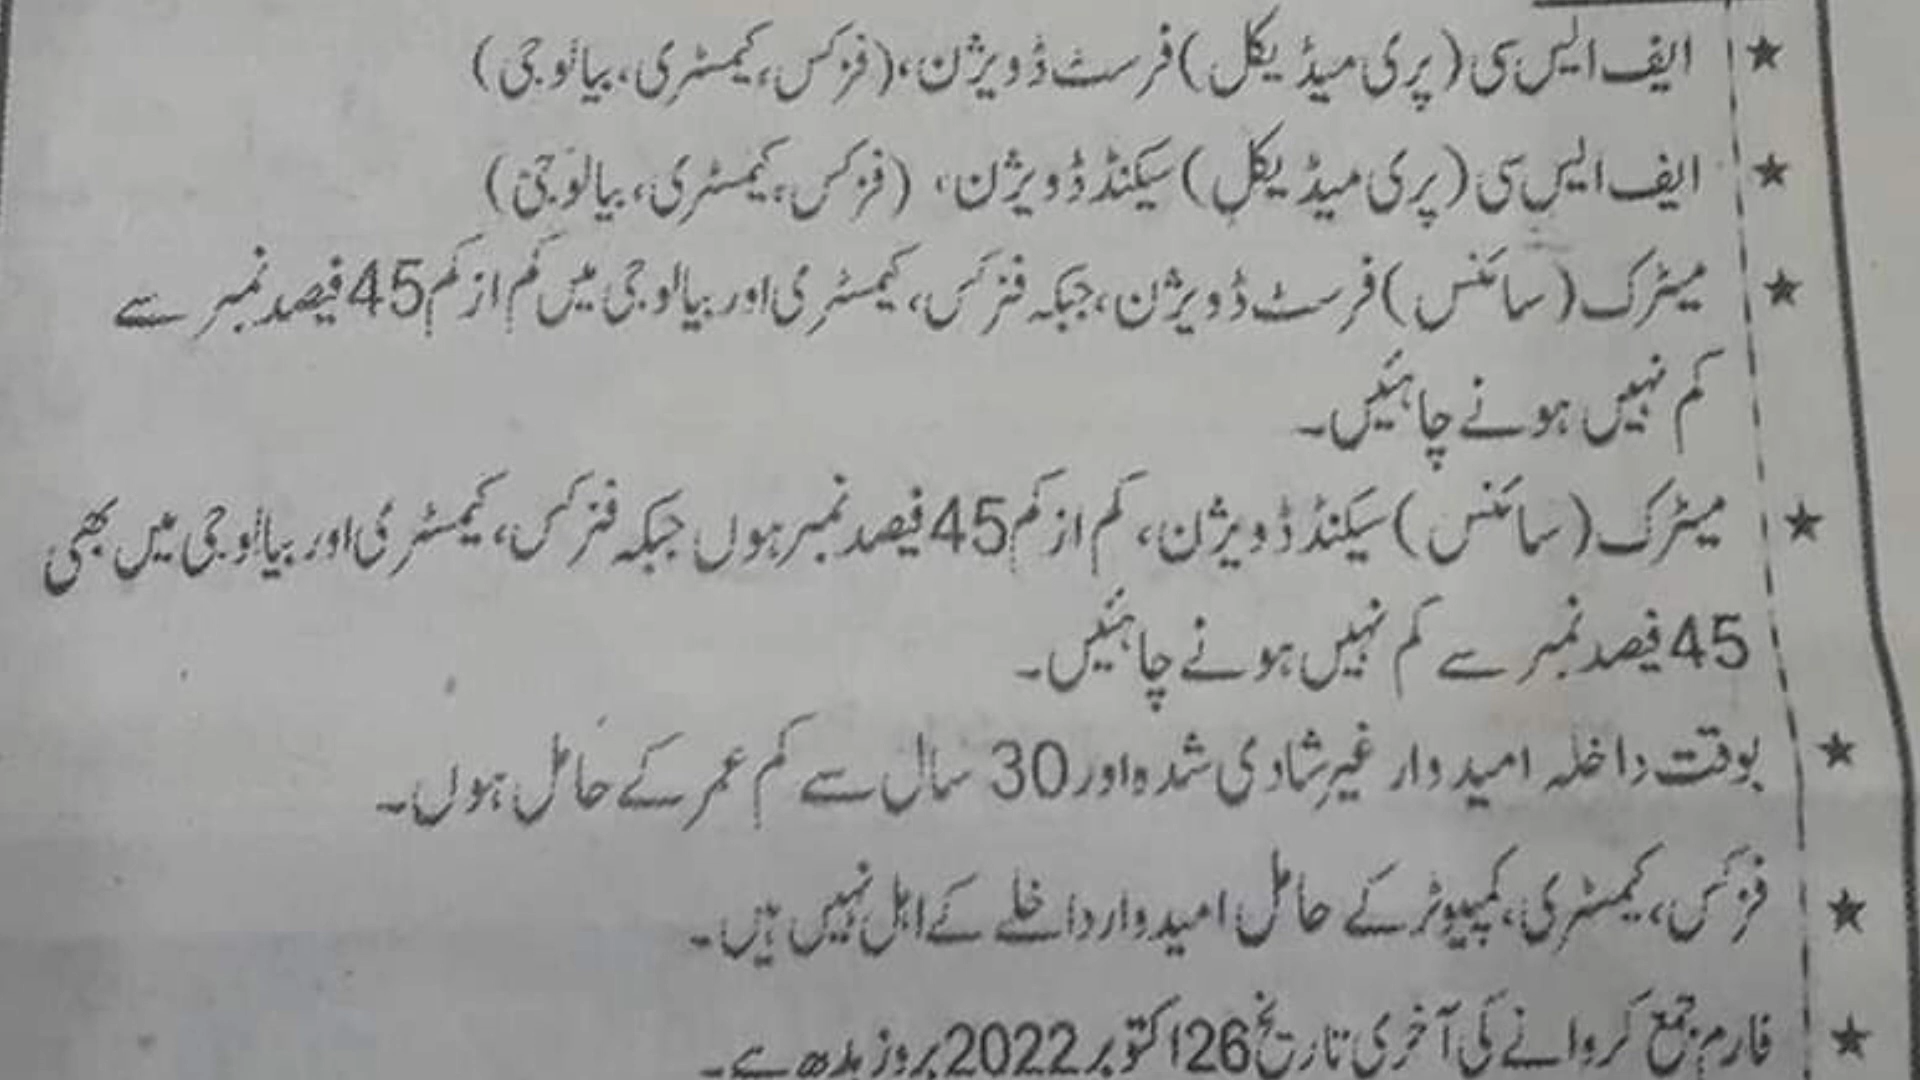 ★ ایف ایس سی (پری میڈیکل) فرسٹ ڈویژن، (فزکس، کیمسٹری، بیالوجی)
★ ایف ایس سی (پری میڈیکل) سیکنڈ ڈویژن، (فزکس، کیمسٹری، بیالوجی)
★ میٹرک (سائنس) فرسٹ ڈویژن، جبکہ فزکس، کیمسٹری اور بیالوجی میں کم از کم 45 فیصد نمبر سے
کم نہیں ہونے چاہئیں۔
★ میٹرک (سائنس) سیکنڈ ڈویژن، کم از کم 45 فیصد نمبر ہوں جبکہ فزکس، کیمسٹری اور بیالوجی میں بھی
45 فیصد نمبر سے کم نہیں ہونے چاہئیں۔
★ بوقت داخلہ امیدوار غیر شادی شدہ اور 30 سال سے کم عمر کے حامل ہوں۔
★ فزکس، کیمسٹری، کمپیوٹر کے حامل امیدوار داخلے کے اہل نہیں ہیں۔
★ فارم جمع کروانے کی آخری تاریخ 26 اکتوبر 2022 بروز بدھ ہے۔